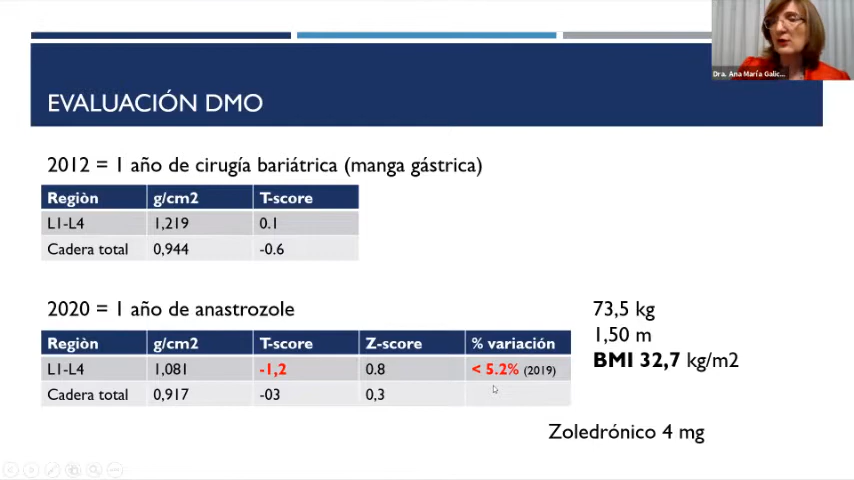 Dra. Ana María Galic...
EVALUACIÓN DMO
2012 = 1 año de cirugía bariátrica (manga gástrica)
Regiòn g/cm2 T-score
L1-L4 1,219 0.1
Cadera total 0,944 -0.6
2020 = 1 año de anastrozole
Regiòn g/cm2 T-score Z-score % variación
L1-L4 1,081 -1,2 0.8 < 5.2% (2019)
Cadera total 0,917 -03 0,3
73,5 kg
1,50 m
BMI 32,7 kg/m2
Zoledrónico 4 mg